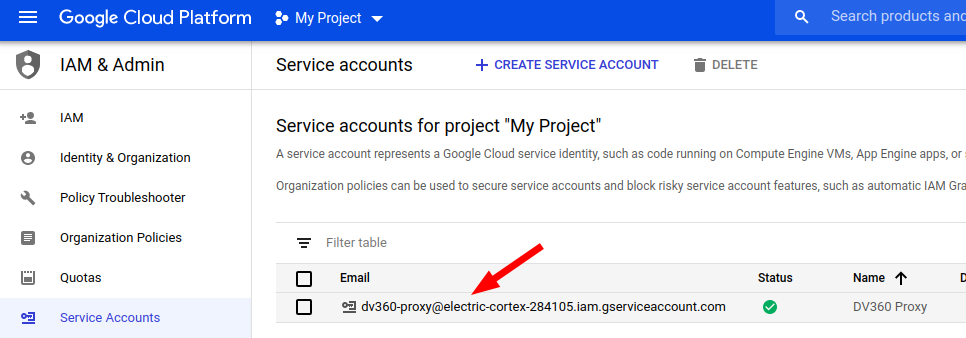 Google Cloud Platform My Project Search products and
IAM & Admin Service accounts CREATE SERVICE ACCOUNT DELETE
IAM
Identity & Organization
Policy Troubleshooter
Organization Policies
Quotas
Service Accounts
Service accounts for project "My Project"
A service account represents a Google Cloud service identity, such as code running on Compute Engine VMs, App Engine apps, or
Organization policies can be used to secure service accounts and block risky service account features, such as automatic IAM Gra
Filter table
Email Status Name D
dv360-proxy@electric-cortex-284105.iam.gserviceaccount.com DV360 Proxy